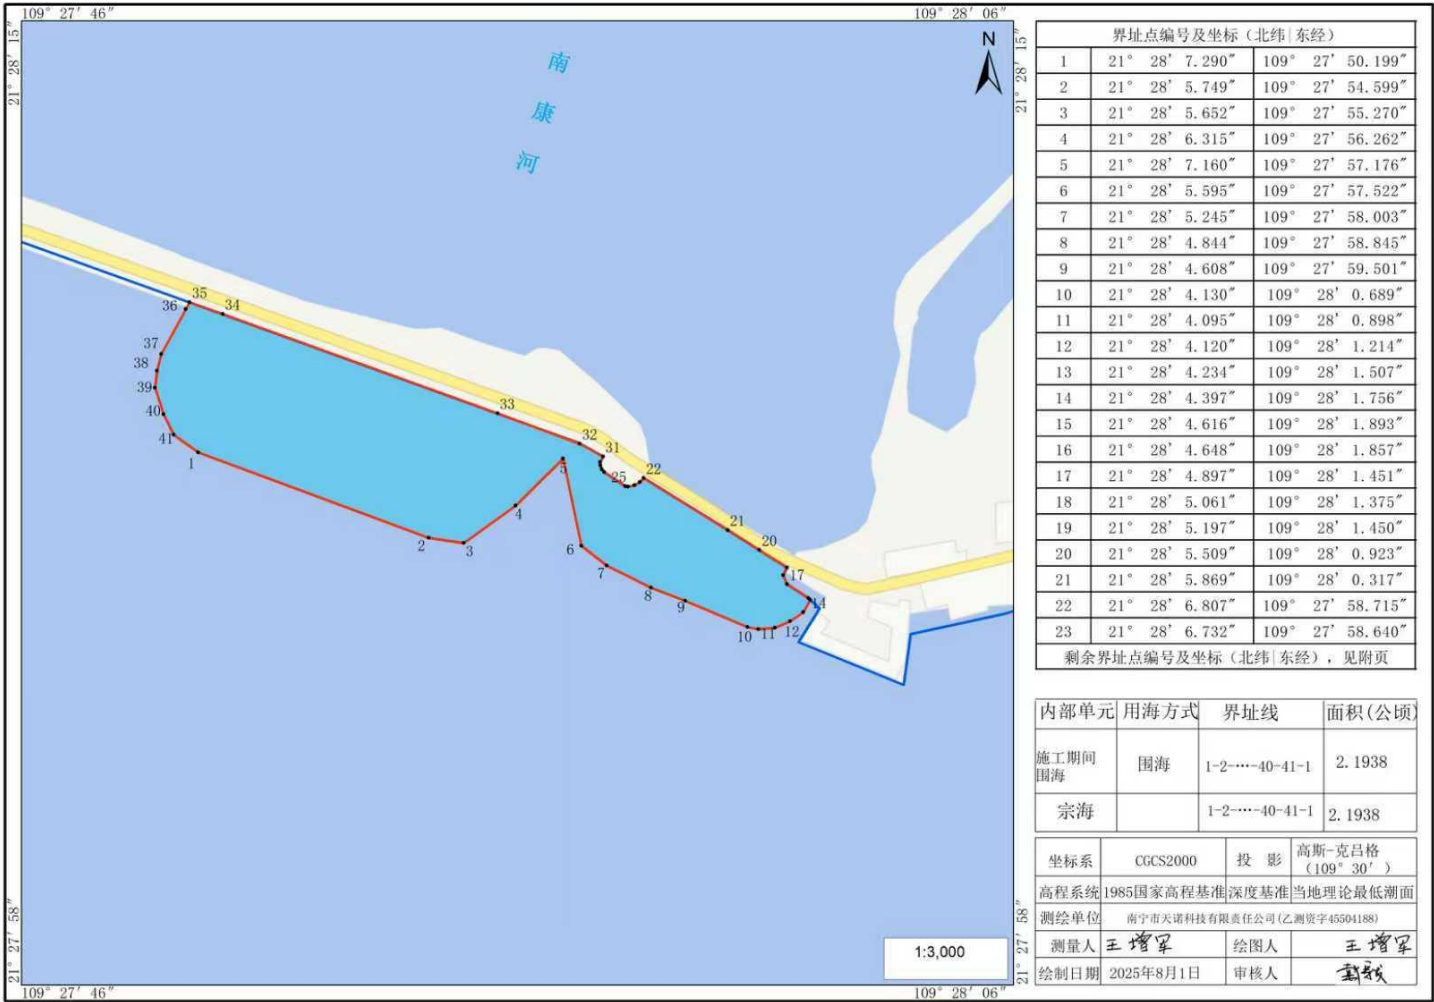 109° 27′ 46″
109° 28′ 06″
21° 28′ 15″
21° 28′ 15″
南
康
河
N
35
36
34
37
38
39
40
41
1
33
32
31
5
25
22
4
2
3
6
7
21
20
8
9
17
14
10
11
12
1:3,000
21° 27′ 58″
21° 27′ 58″
109° 27′ 46″
109° 28′ 06″
界址点编号及坐标（北纬|东经）
1 21° 28′ 7.290″ 109° 27′ 50.199″
2 21° 28′ 5.749″ 109° 27′ 54.599″
3 21° 28′ 5.652″ 109° 27′ 55.270″
4 21° 28′ 6.315″ 109° 27′ 56.262″
5 21° 28′ 7.160″ 109° 27′ 57.176″
6 21° 28′ 5.595″ 109° 27′ 57.522″
7 21° 28′ 5.245″ 109° 27′ 58.003″
8 21° 28′ 4.844″ 109° 27′ 58.845″
9 21° 28′ 4.608″ 109° 27′ 59.501″
10 21° 28′ 4.130″ 109° 28′ 0.689″
11 21° 28′ 4.095″ 109° 28′ 0.898″
12 21° 28′ 4.120″ 109° 28′ 1.214″
13 21° 28′ 4.234″ 109° 28′ 1.507″
14 21° 28′ 4.397″ 109° 28′ 1.756″
15 21° 28′ 4.616″ 109° 28′ 1.893″
16 21° 28′ 4.648″ 109° 28′ 1.857″
17 21° 28′ 4.897″ 109° 28′ 1.451″
18 21° 28′ 5.061″ 109° 28′ 1.375″
19 21° 28′ 5.197″ 109° 28′ 1.450″
20 21° 28′ 5.509″ 109° 28′ 0.923″
21 21° 28′ 5.869″ 109° 28′ 0.317″
22 21° 28′ 6.807″ 109° 27′ 58.715″
23 21° 28′ 6.732″ 109° 27′ 58.640″
剩余界址点编号及坐标（北纬|东经），见附页
内部单元 用海方式 界址线 面积(公顷)
施工期间
围海 围海 1-2-…-40-41-1 2.1938
宗海 1-2-…-40-41-1 2.1938
坐标系 CGCS2000 投 影 高斯-克吕格
（109° 30′ ）
高程系统 1985国家高程基准 深度基准 当地理论最低潮面
测绘单位 南宁市天诺科技有限责任公司(乙测资字45504188)
测量人 王增军 绘图人 王增军
绘制日期 2025年8月1日 审核人